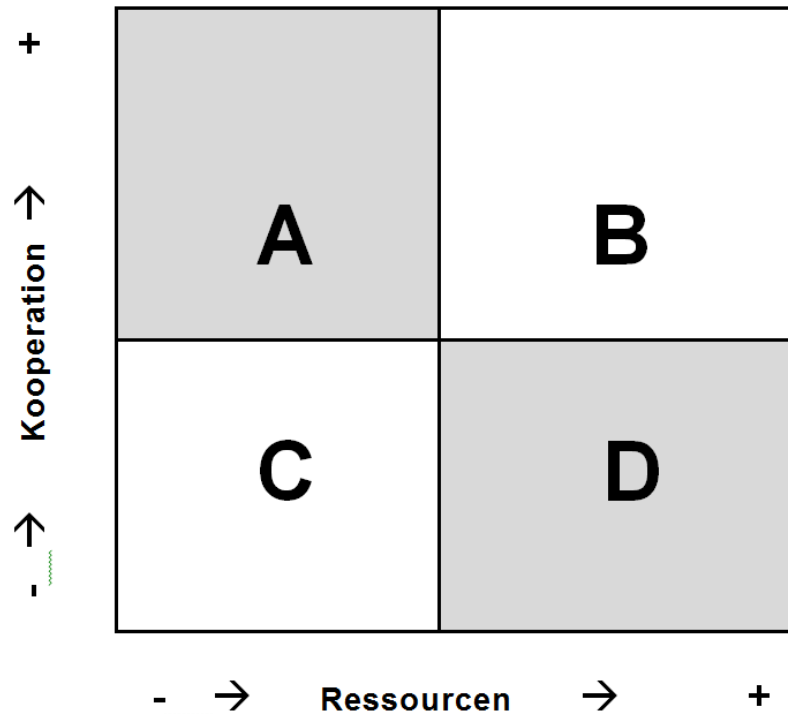 +
A B
Kooperation →
C D
- →
- → Ressourcen → +